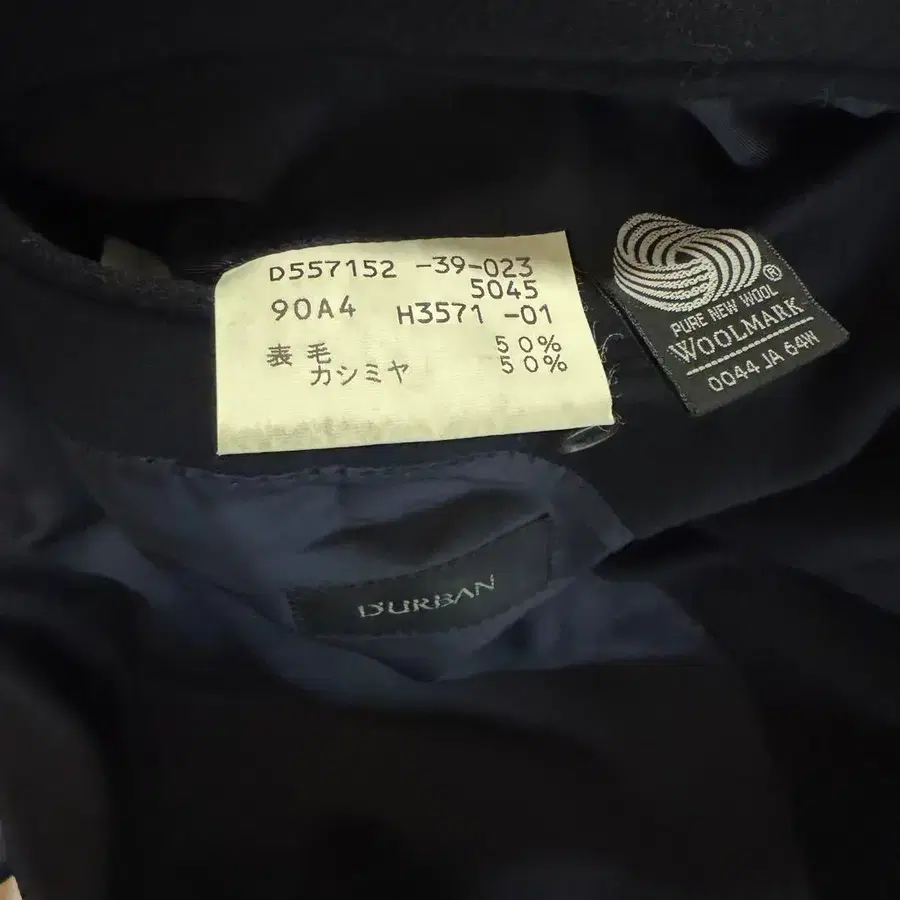 D557152 -39-023
5045
90A4 H3571 -01
表 毛 50%
カシミヤ 50%
®
PURE NEW WOOL
WOOLMARK
0044 JA 64W
D'URBAN